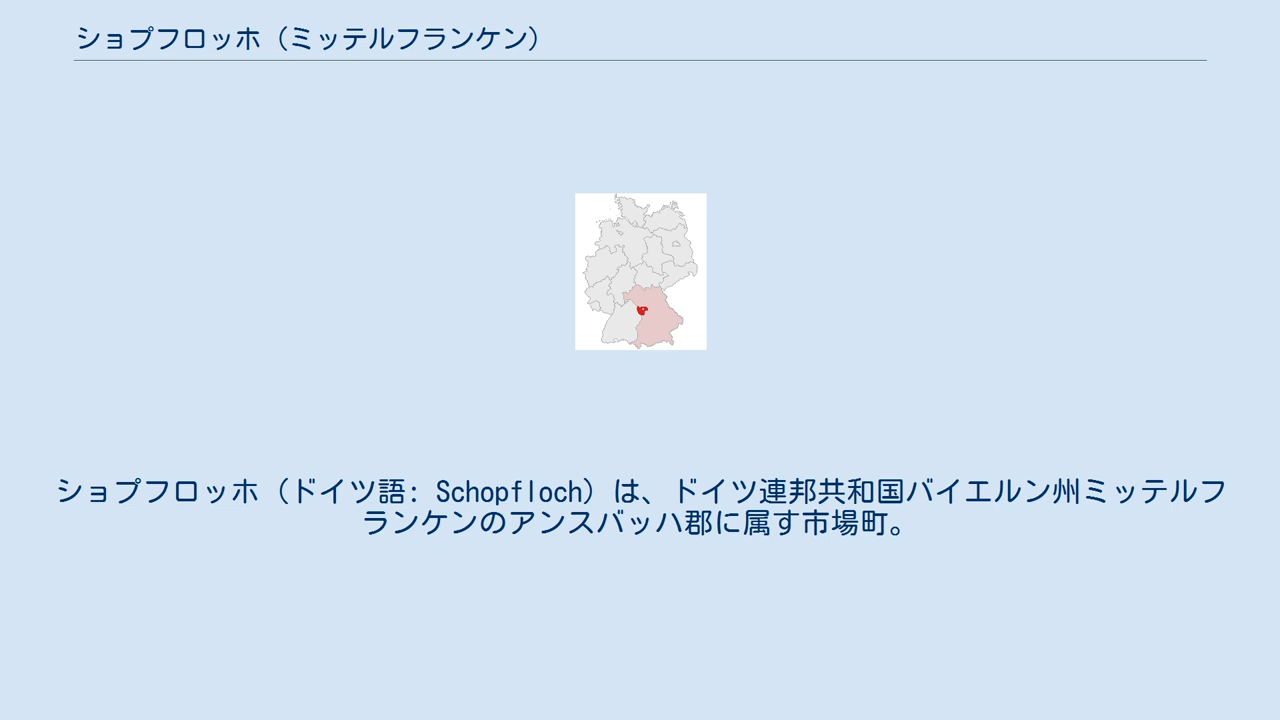 ショプフロッホ（ミッテルフランケン）
ショプフロッホ（ドイツ語: Schopfloch）は、ドイツ連邦共和国バイエルン州ミッテルフ
ランケンのアンスバッハ郡に属す市場町。